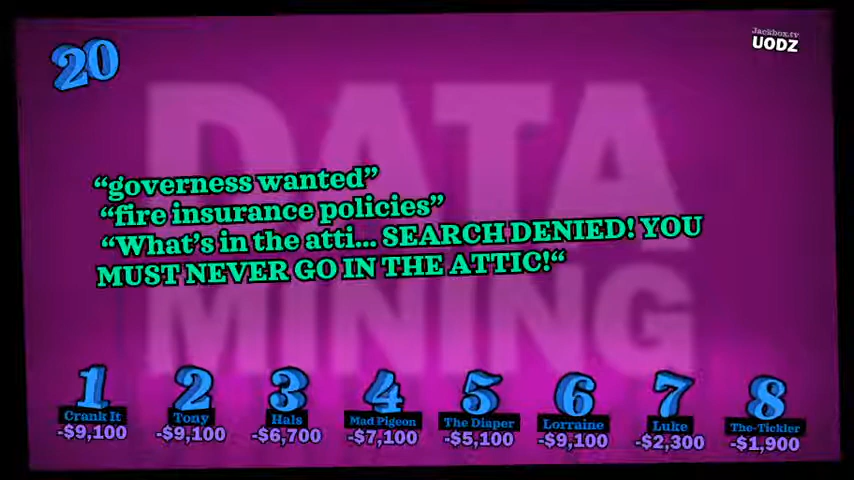 Jackbox.tv
UODZ
20
DATA
MINING
“governess wanted”
“fire insurance policies”
“What's in the atti... SEARCH DENIED! YOU
MUST NEVER GO IN THE ATTIC!“
1 2 3 4 5 6 7 8
Crank It Tony Hals Mad Pigeon The Diaper Lorraine Luke The-Tickler
-$9,100 -$9,100 -$6,700 -$7,100 -$5,100 -$9,100 -$2,300 -$1,900